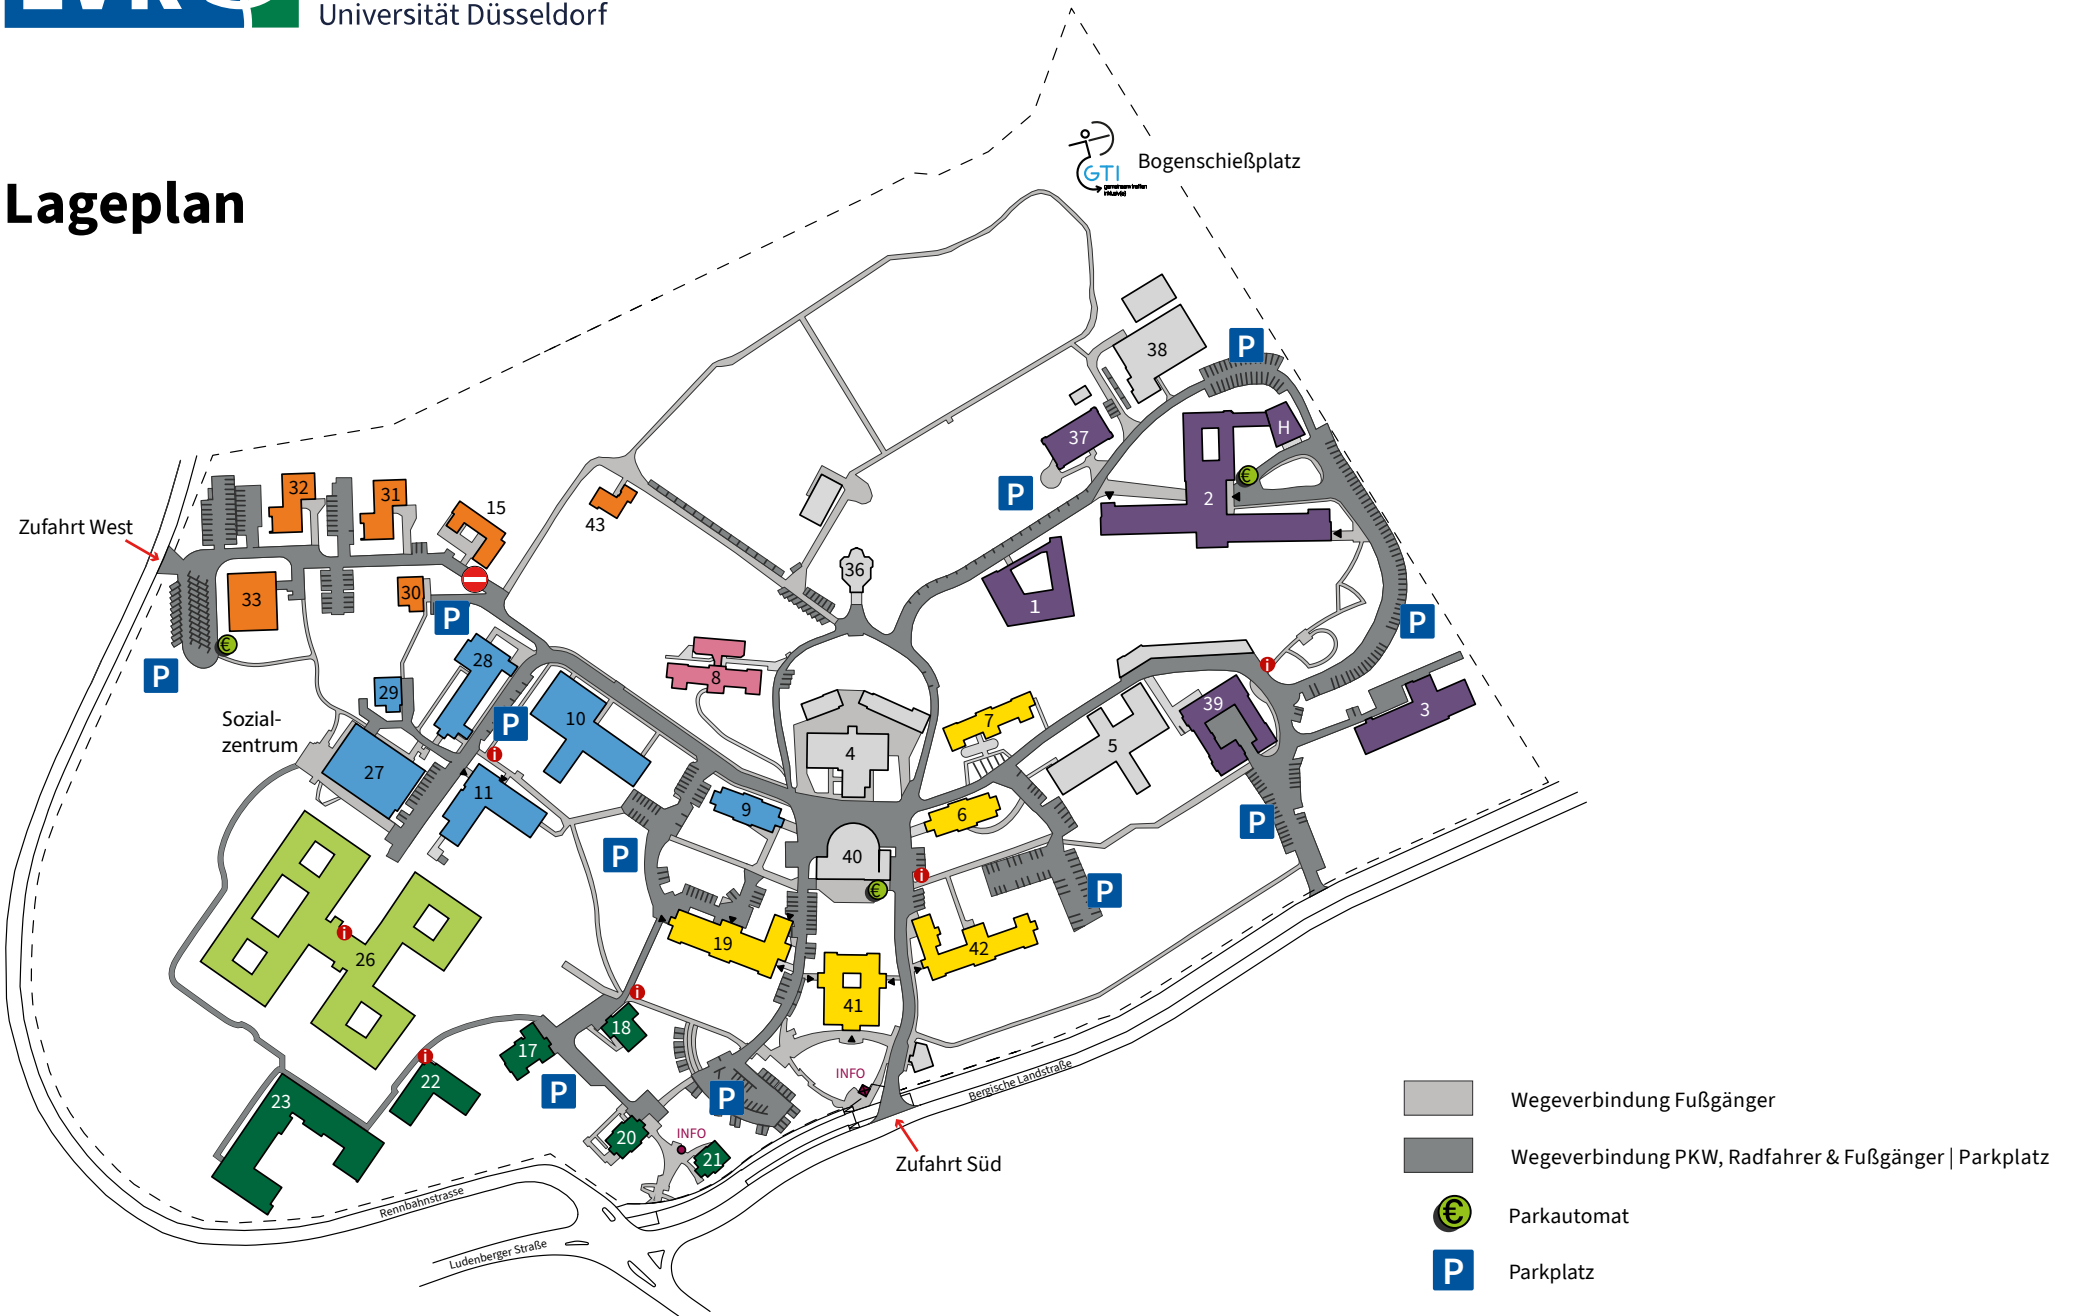 LVR
Universität Düsseldorf
Lageplan
GTI
Bogenschießplatz
38
37
H
2
1
36
32
31
15
43
Zufahrt West
33
30
28
29
10
8
7
4
5
39
3
Sozial-
zentrum
27
11
9
6
40
19
42
26
41
18
17
22
23
20
21
INFO
INFO
Bergische Landstraße
Zufahrt Süd
Rennbahnstrasse
Ludenberger Straße
P
P
P
P
P
P
P
P
P
P
P
P
i
i
i
i
i
i
€
€
€
Wegeverbindung Fußgänger
Wegeverbindung PKW, Radfahrer & Fußgänger | Parkplatz
€ Parkautomat
P Parkplatz